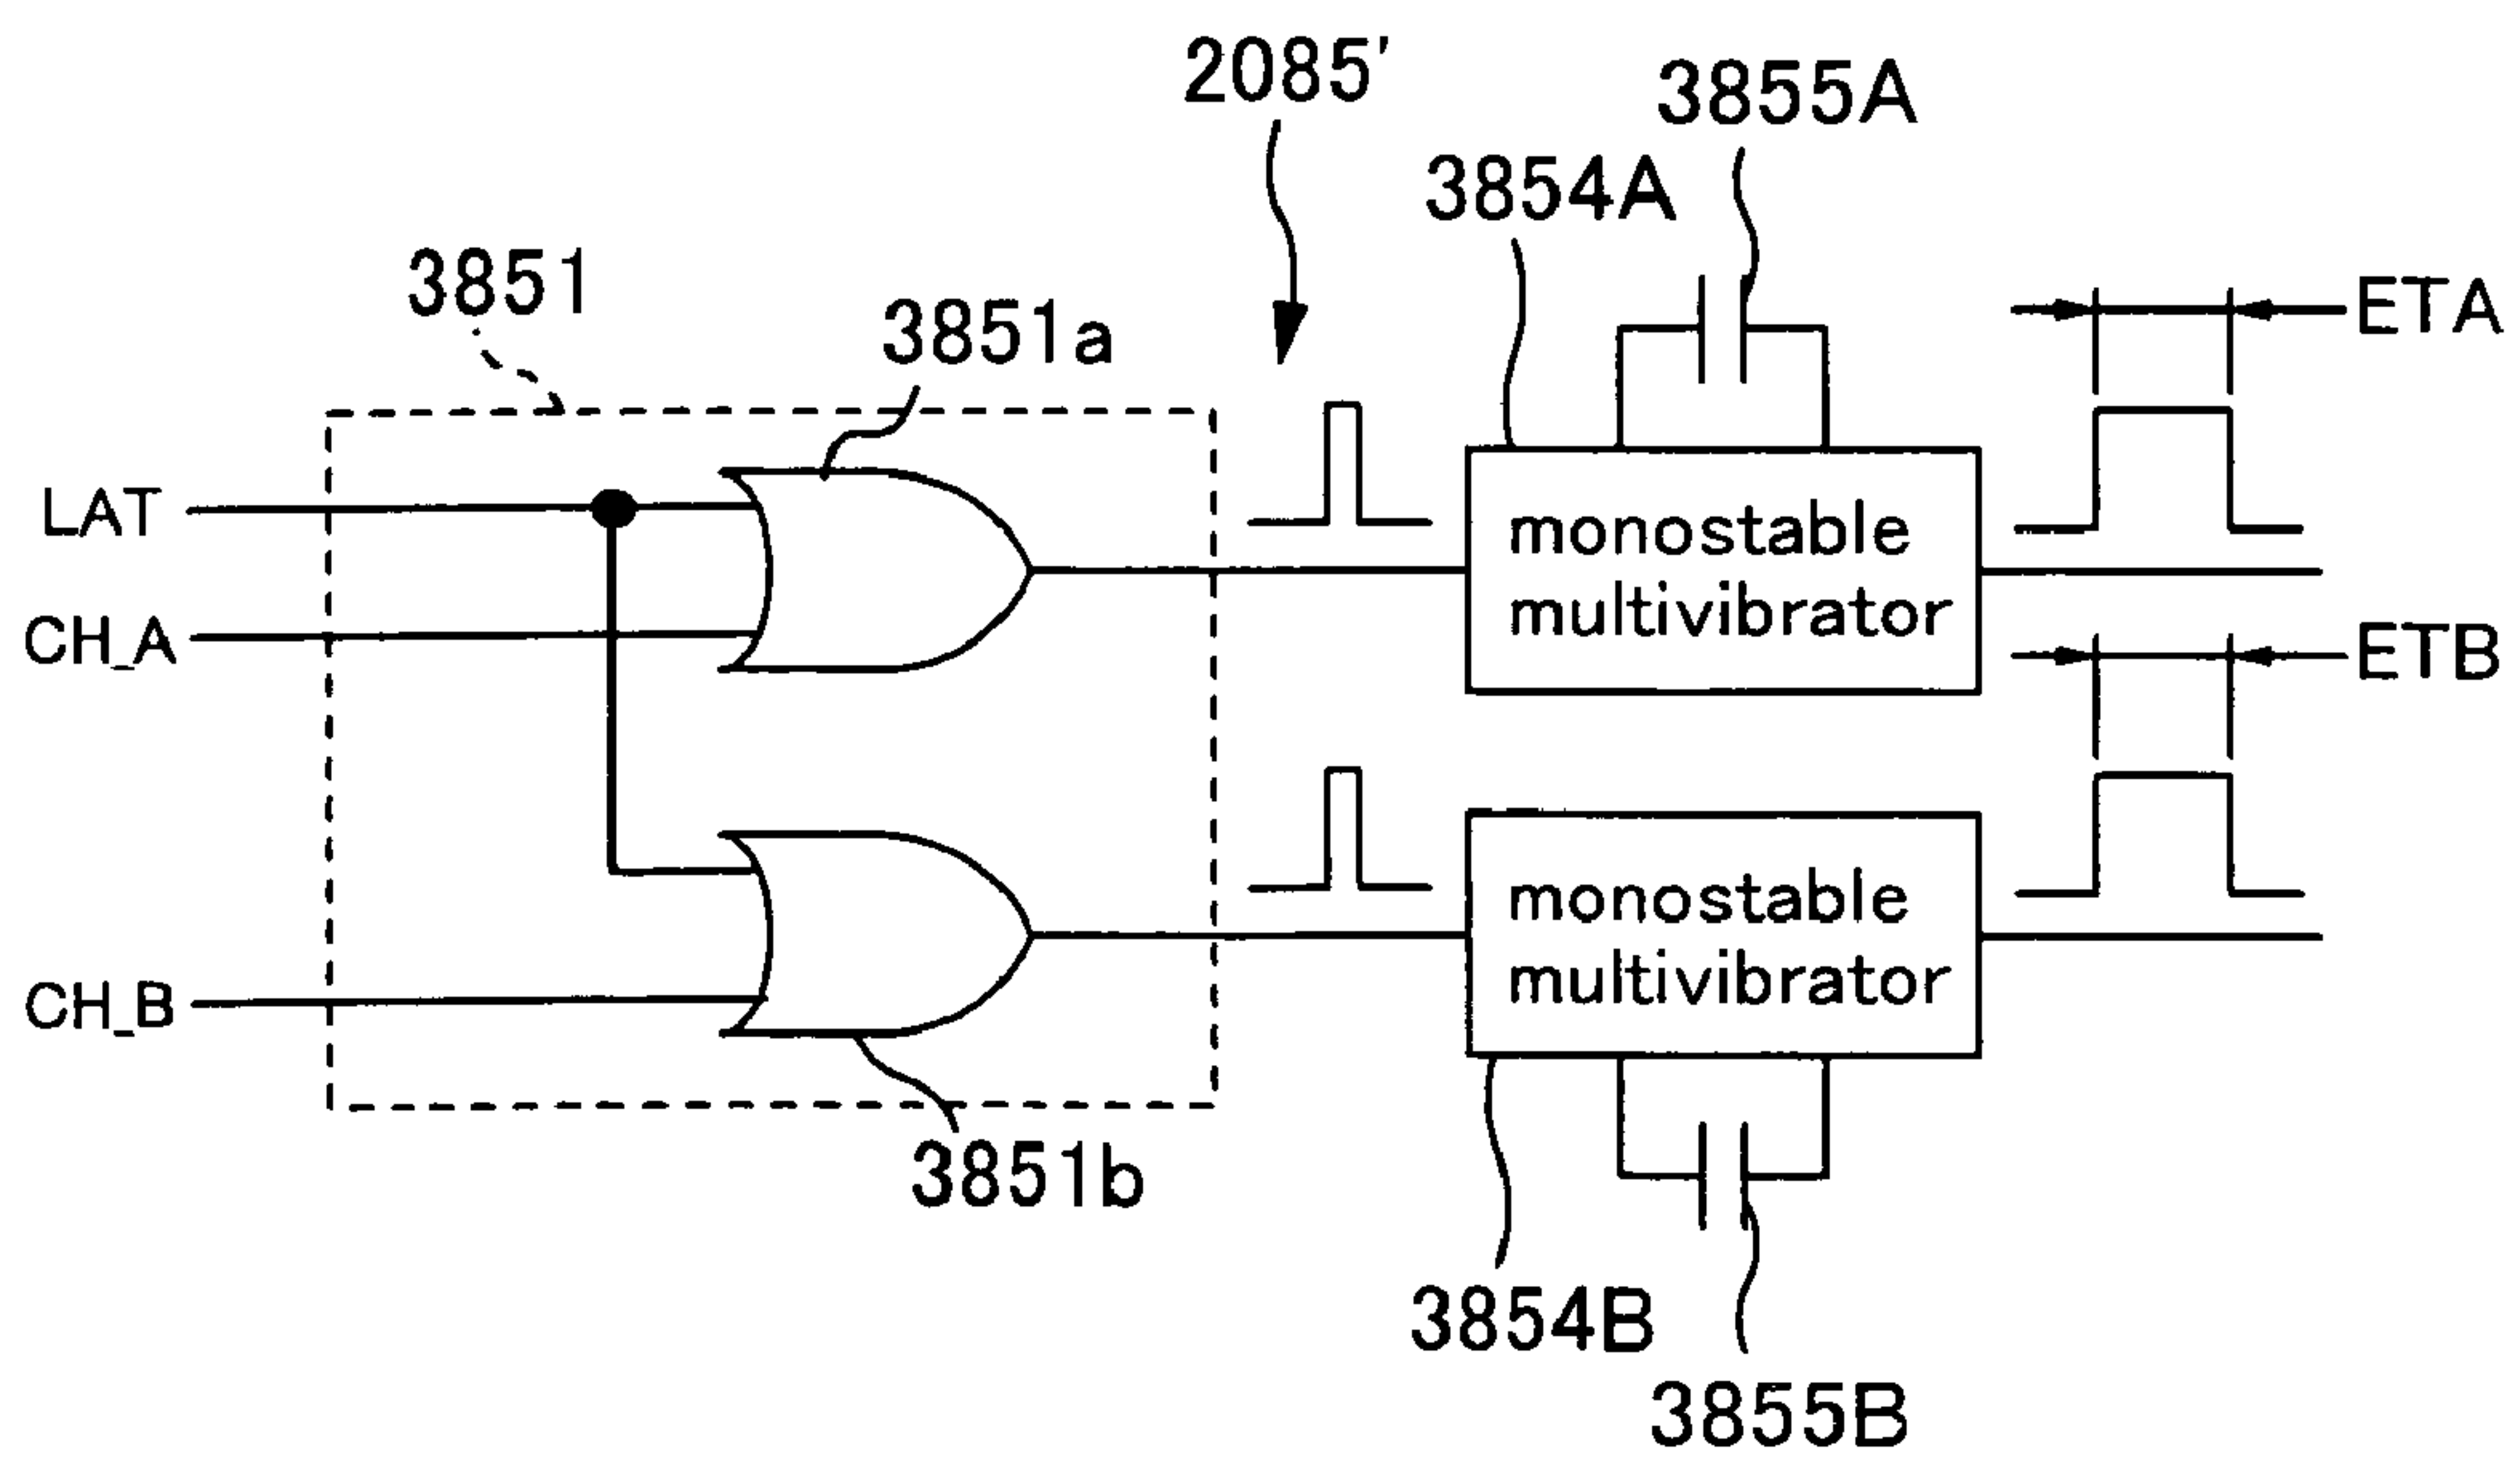 2085'
3855A
3854A
3851
3851a
ETA
LAT
monostable
multivibrator
CH_A
ETB
monostable
multivibrator
CH_B
3851b
3854B
3855B